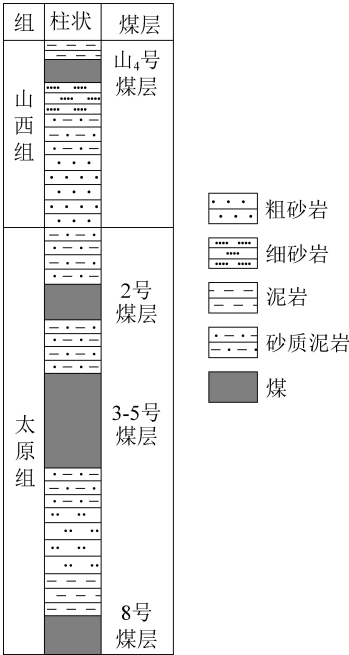 组 柱状 煤层
山西组
山₄号
煤层
太原组
2号
煤层
3-5号
煤层
8号
煤层
粗砂岩
细砂岩
泥岩
砂质泥岩
煤